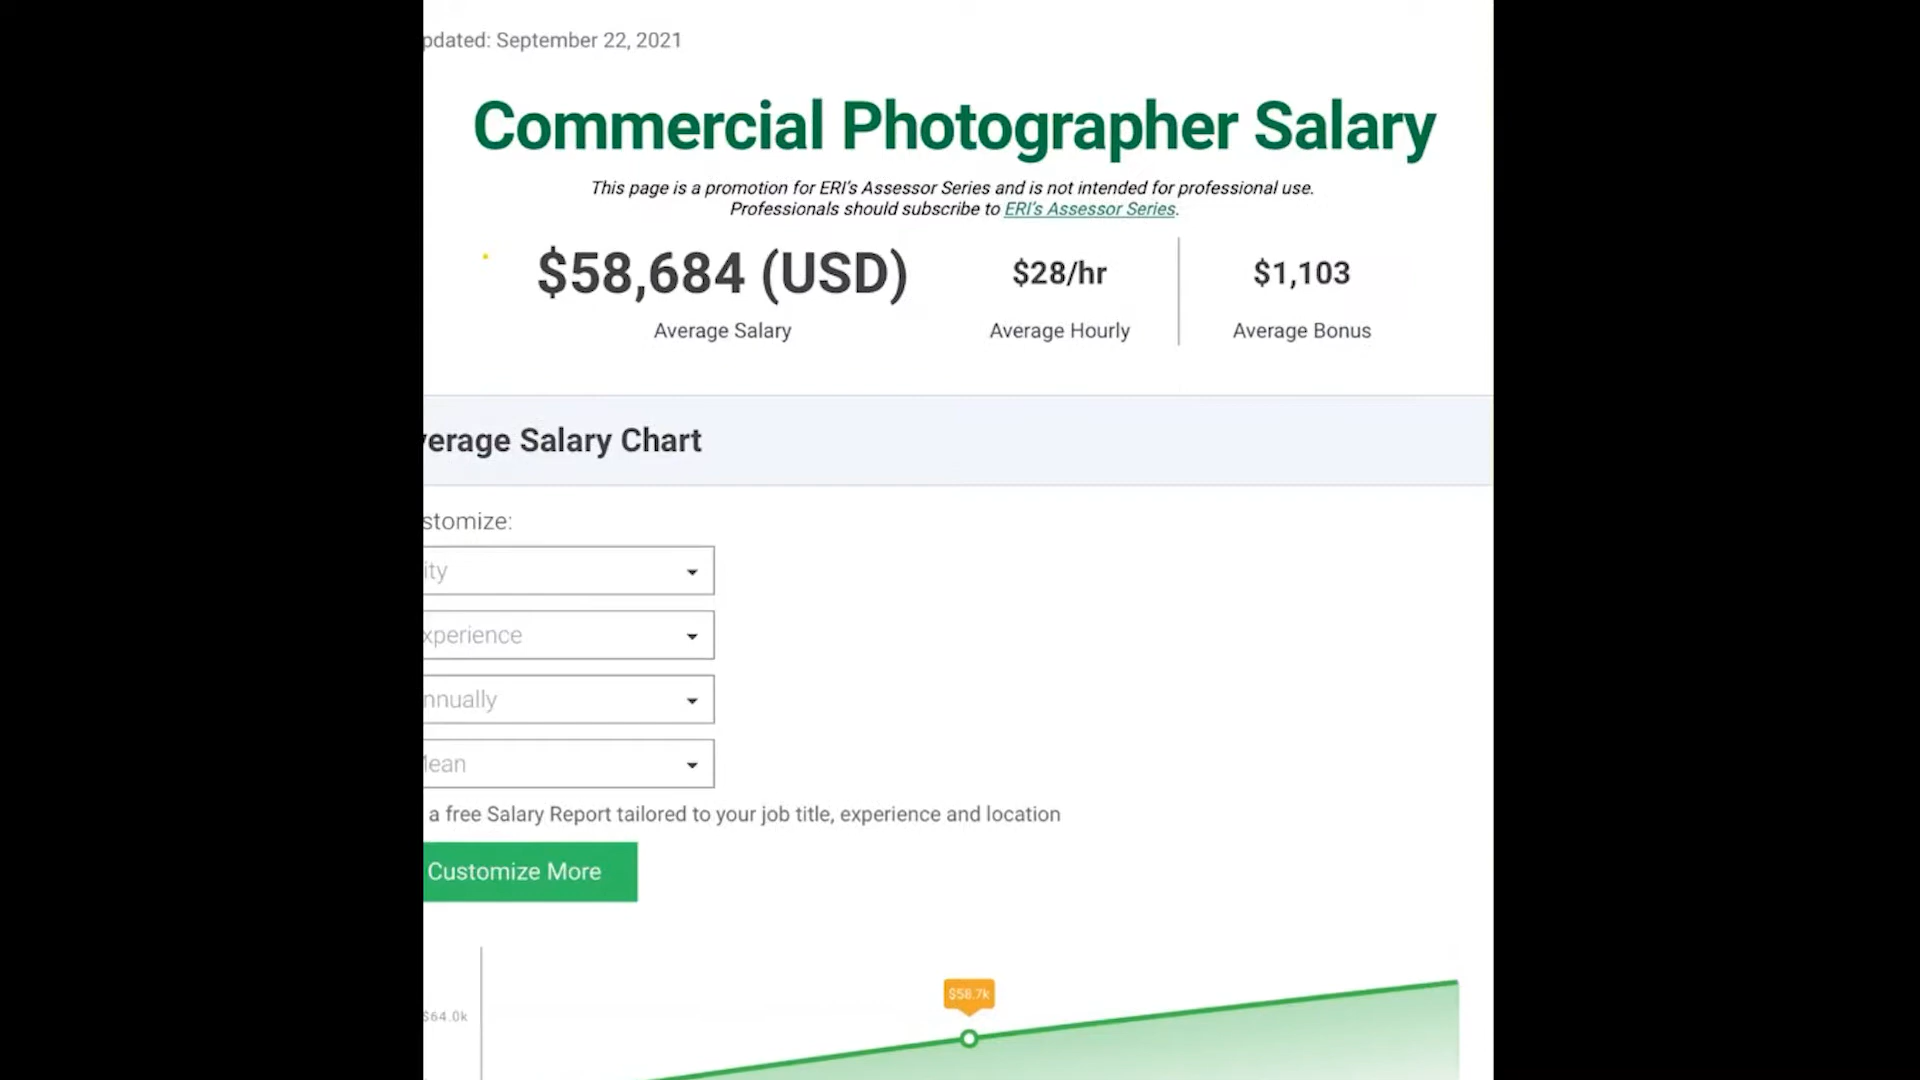 pdated: September 22, 2021
Commercial Photographer Salary
This page is a promotion for ERI's Assessor Series and is not intended for professional use.
Professionals should subscribe to ERI's Assessor Series.
$58,684 (USD)
Average Salary
$28/hr
Average Hourly
$1,103
Average Bonus
verage Salary Chart
stomize:
ity
xperience
nnually
Mean
a free Salary Report tailored to your job title, experience and location
Customize More
$58.7k
$64.0k